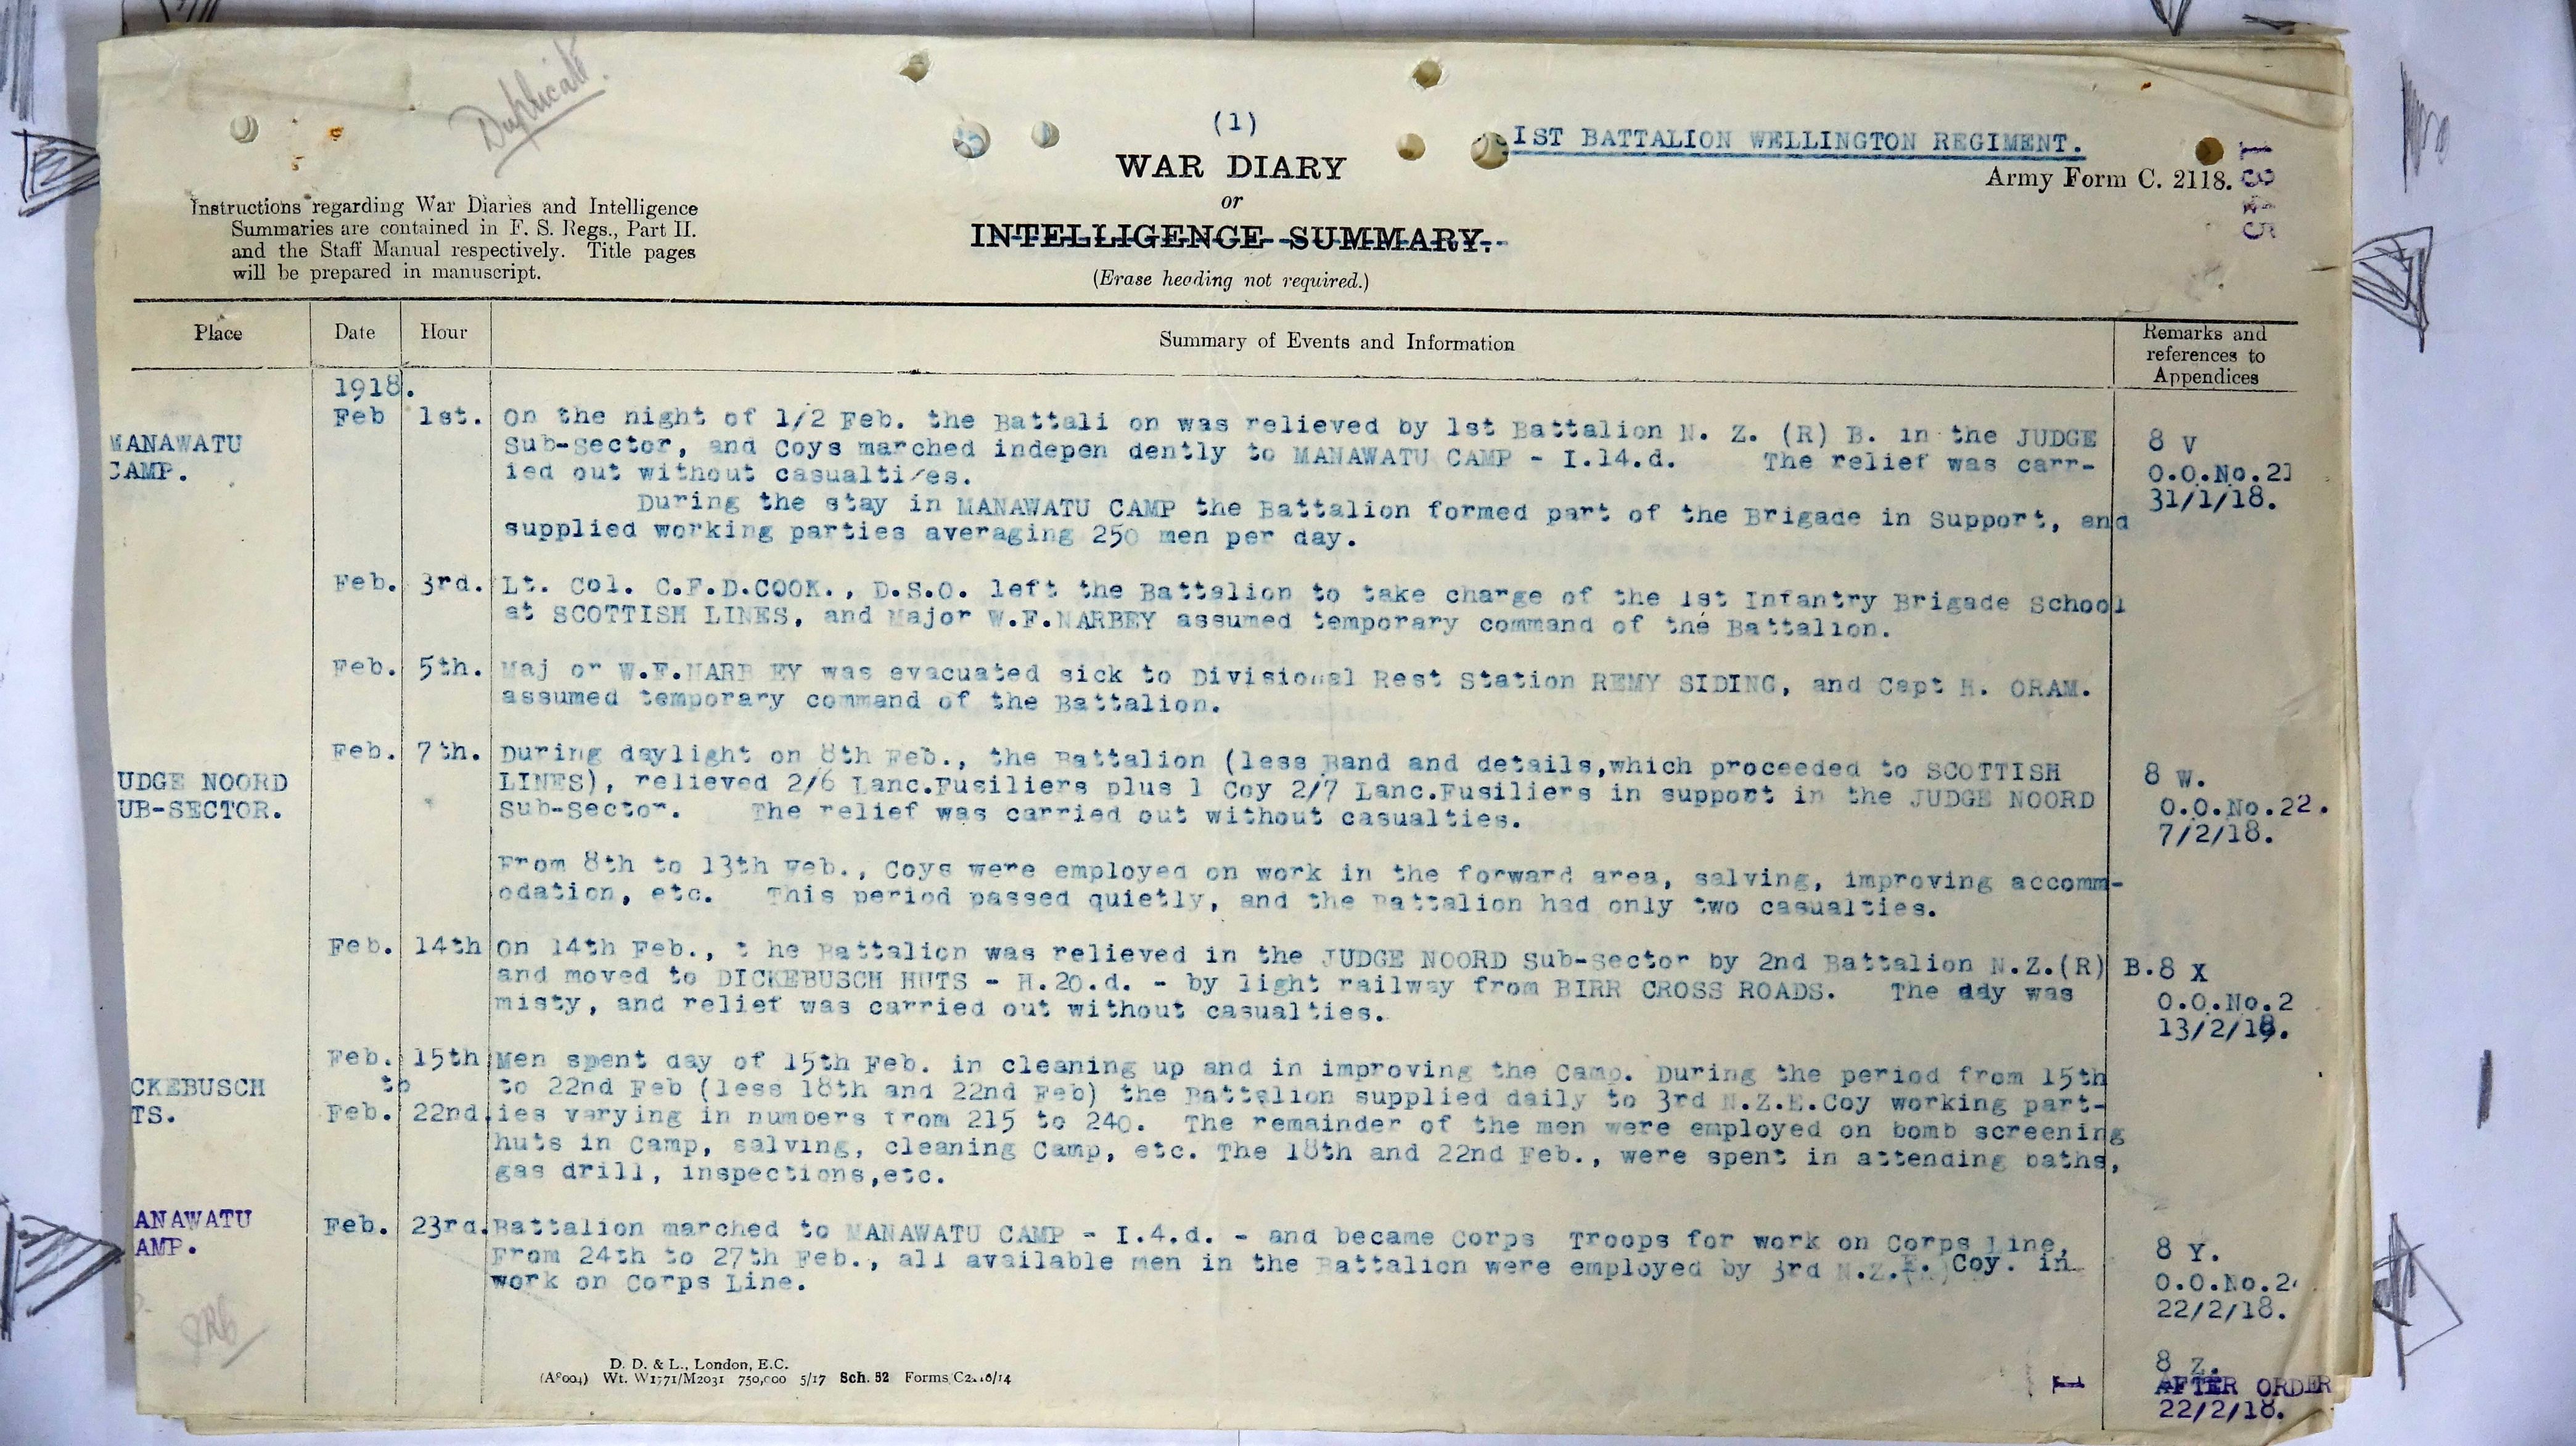 Duplicate.
(1)
1ST BATTALION WELLINGTON REGIMENT.
WAR DIARY
or
INTELLIGENCE SUMMARY.
(Erase heading not required.)
Army Form C. 2118.
Instructions regarding War Diaries and Intelligence
Summaries are contained in F. S. Regs., Part II.
and the Staff Manual respectively. Title pages
will be prepared in manuscript.
Place Date Hour Summary of Events and Information Remarks and
references to
Appendices
1918.
Feb 1st. On the night of 1/2 Feb. the Battali on was relieved by 1st Battalion N. Z. (R) B. in the JUDGE
MANAWATU Sub-Sector, and Coys marched indepen dently to MANAWATU CAMP - I.14.d. The relief was carr- 8 V
CAMP. ied out without casualties. O.O.No.21
During the stay in MANAWATU CAMP the Battalion formed part of the Brigade in Support, and 31/1/18.
supplied working parties averaging 250 men per day.
Feb. 3rd. Lt. Col. C.F.D.COOK., D.S.O. left the Battalion to take charge of the 1st Infantry Brigade School
at SCOTTISH LINES, and Major W.F.NARBEY assumed temporary command of the Battalion.
Feb. 5th. Maj or W.F.NARB EY was evacuated sick to Divisional Rest Station REMY SIDING, and Capt H. ORAM.
assumed temporary command of the Battalion.
Feb. 7th. During daylight on 8th Feb., the Battalion (less Band and details,which proceeded to SCOTTISH
UDGE NOORD LINES), relieved 2/6 Lanc.Fusiliers plus 1 Coy 2/7 Lanc.Fusiliers in support in the JUDGE NOORD 8 W.
UB-SECTOR. Sub-Sector. The relief was carried out without casualties. O.O.No.22.
7/2/18.
From 8th to 13th Feb., Coys were employed on work in the forward area, salving, improving accomm-
odation, etc. This period passed quietly, and the Battalion had only two casualties.
Feb. 14th On 14th Feb., t he Battalion was relieved in the JUDGE NOORD Sub-Sector by 2nd Battalion N.Z.(R) B. 8 X
and moved to DICKEBUSCH HUTS - H.20.d. - by light railway from BIRR CROSS ROADS. The day was O.O.No.2
misty, and relief was carried out without casualties. 13/2/18.
Feb. 15th Men spent day of 15th Feb. in cleaning up and in improving the Camp. During the period from 15th
CKEBUSCH to to 22nd Feb (less 18th and 22nd Feb) the Battalion supplied daily to 3rd N.Z.E.Coy working part-
TS. Feb. 22nd. ies varying in numbers from 215 to 240. The remainder of the men were employed on bomb screening
huts in Camp, salving, cleaning Camp, etc. The 18th and 22nd Feb., were spent in attending baths,
gas drill, inspections,etc.
ANAWATU Feb. 23rd. Battalion marched to MANAWATU CAMP - I.4.d. - and became Corps Troops for work on Corps Line,
AMP. From 24th to 27th Feb., all available men in the Battalion were employed by 3rd N.Z.E. Coy. in 8 Y.
work on Corps Line. O.O.No.2
22/2/18.
8 Z.
AFTER ORDER
22/2/18.
D. D. & L., London, E.C.
(A8004) Wt. W1771/M2031 750,000 5/17 Sch. 52 Forms/C2118/14